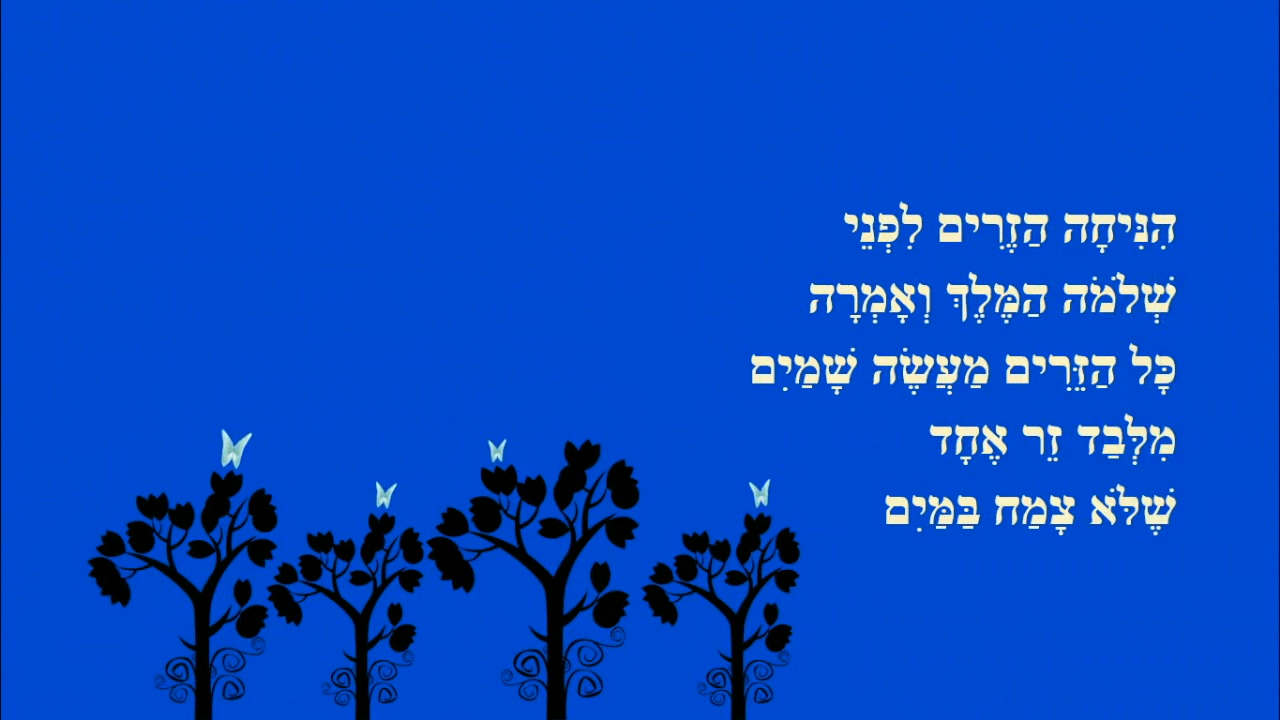 הִנִּיחָה הַזֶּרִים לִפְנֵי
שְׁלֹמֹה הַמֶּלֶךְ וְאָמְרָה
כָּל הַזֵּרִים מַעֲשֶׂה שָׁמַיִם
מִלְּבַד זֵר אֶחָד
שֶׁלֹּא צָמַח בַּמַּיִם